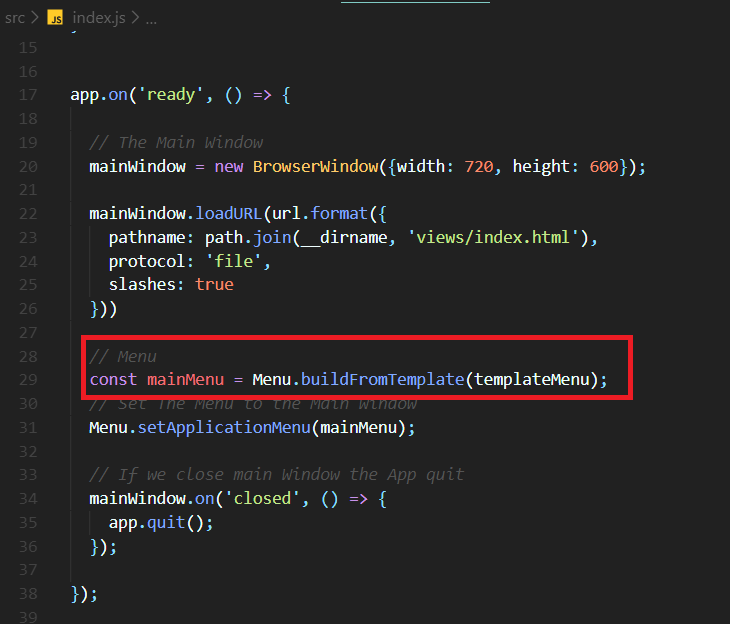 src > JS index.js > ...
15
16
17 app.on('ready', () => {
18
19 // The Main Window
20 mainWindow = new BrowserWindow({width: 720, height: 600});
21
22 mainWindow.loadURL(url.format({
23 pathname: path.join(__dirname, 'views/index.html'),
24 protocol: 'file',
25 slashes: true
26 }))
27
28 // Menu
29 const mainMenu = Menu.buildFromTemplate(templateMenu);
30 // Set The Menu to the Main Window
31 Menu.setApplicationMenu(mainMenu);
32
33 // If we close main Window the App quit
34 mainWindow.on('closed', () => {
35 app.quit();
36 });
37
38 });
39